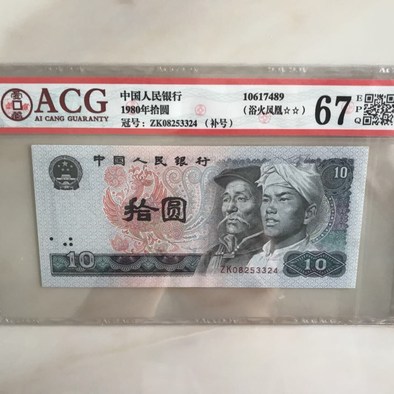 ACG
AI CANG GUARANTY
中国人民银行
1980年拾圆
冠号：ZK08253324（补号）
10617489
（浴火凤凰☆☆）
67
E
P
Q
中国人民银行
10
拾圆
ZK08253324
10
10